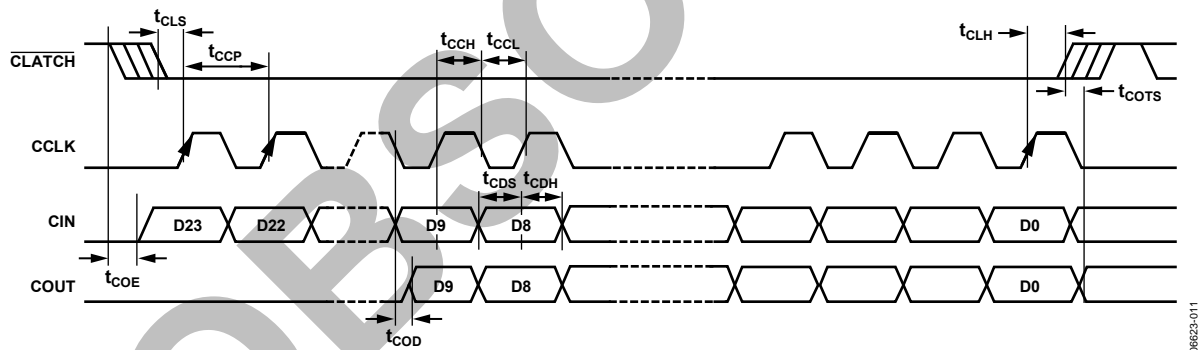 tCLS
tCCP
tCCH
tCCL
tCLH
CLATCH
tCOTS
CCLK
tCDS
tCDH
CIN
D23
D22
D9
D8
D0
tCOE
COUT
D9
D8
D0
tCOD
06623-011
OBSO